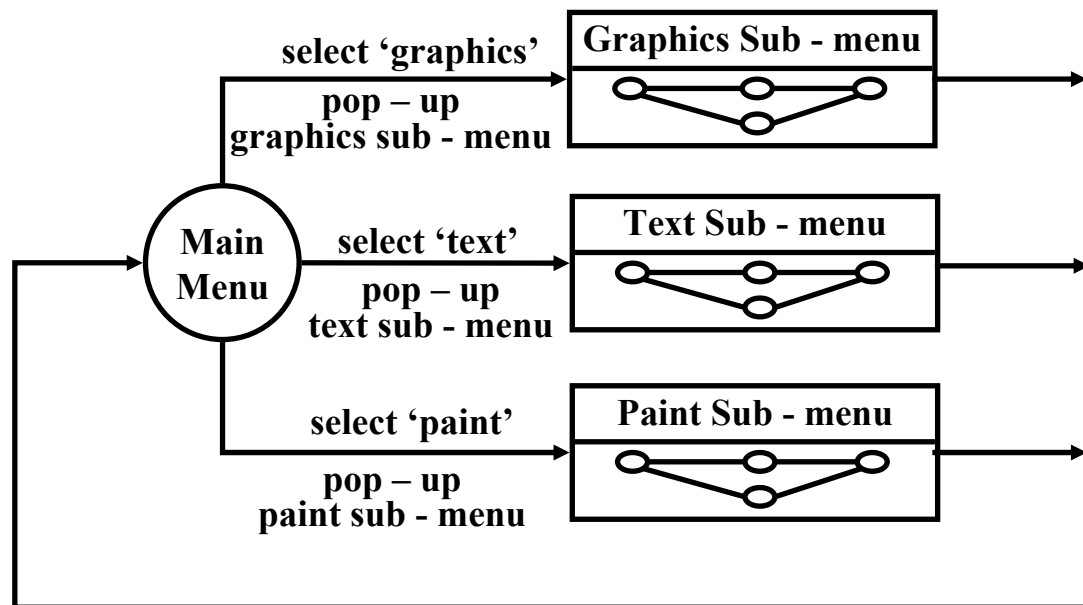 select ‘graphics’
pop – up
graphics sub - menu
Graphics Sub - menu
Main
Menu
select ‘text’
pop – up
text sub - menu
Text Sub - menu
select ‘paint’
pop – up
paint sub - menu
Paint Sub - menu